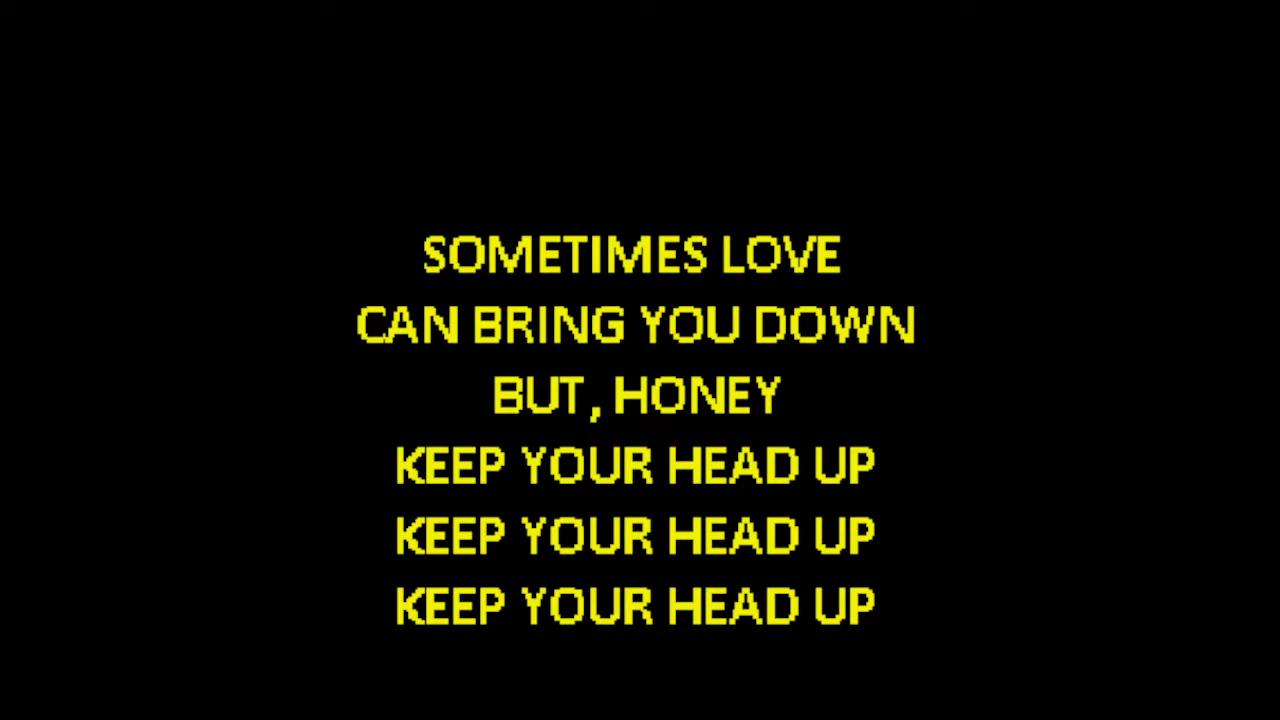 SOMETIMES LOVE
CAN BRING YOU DOWN
BUT, HONEY
KEEP YOUR HEAD UP
KEEP YOUR HEAD UP
KEEP YOUR HEAD UP